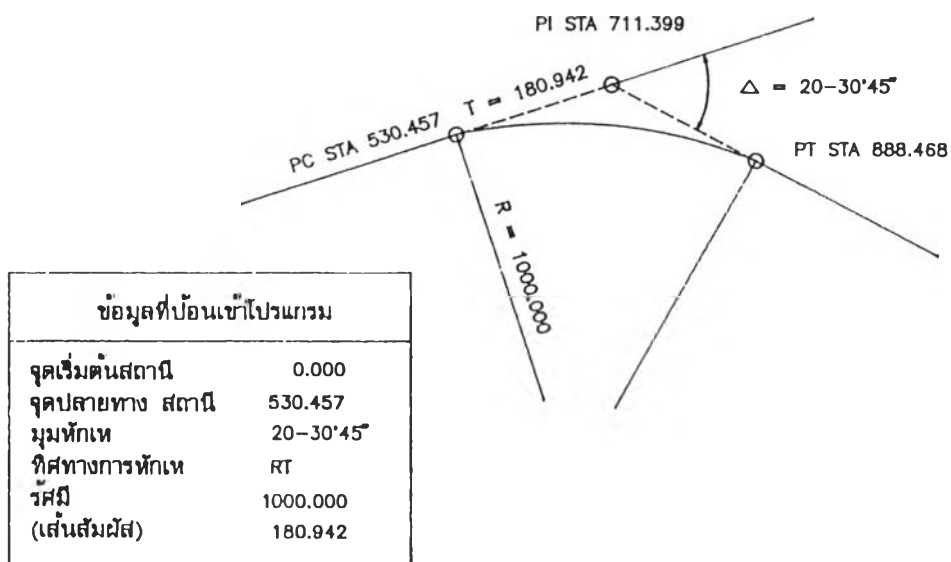 PI STA 711.399
T = 180.942
Δ = 20-30'45"
PC STA 530.457
PT STA 888.468
R = 1000.000
ข้อมูลที่ป้อนเข้าโปรแกรม
จุดเริ่มต้นสถานี 0.000
จุดปลายทาง สถานี 530.457
มุมหักเห 20-30'45"
ทิศทางการหักเห RT
รัศมี 1000.000
(เส้นสัมผัส) 180.942